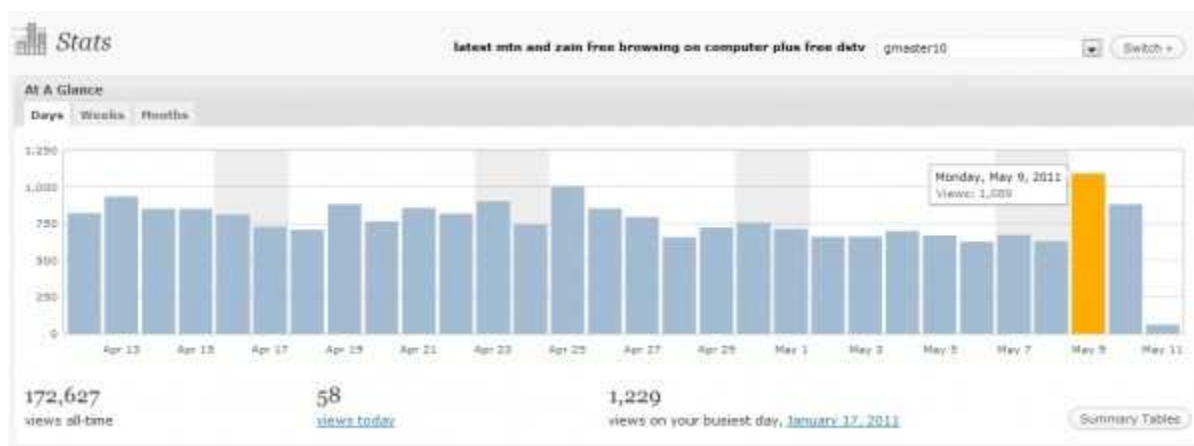 Stats
latest mtn and zain free browsing on computer plus free dstv gmaster10 Switch »
At A Glance
Days Weeks Months
1,250
1,000
750
500
250
0
Monday, May 9, 2011
Views: 1,089
Apr 13 Apr 15 Apr 17 Apr 19 Apr 21 Apr 23 Apr 25 Apr 27 Apr 29 May 1 May 3 May 5 May 7 May 9 May 11
172,627 58 1,229
views all-time views today views on your busiest day, January 17, 2011 Summary Tables